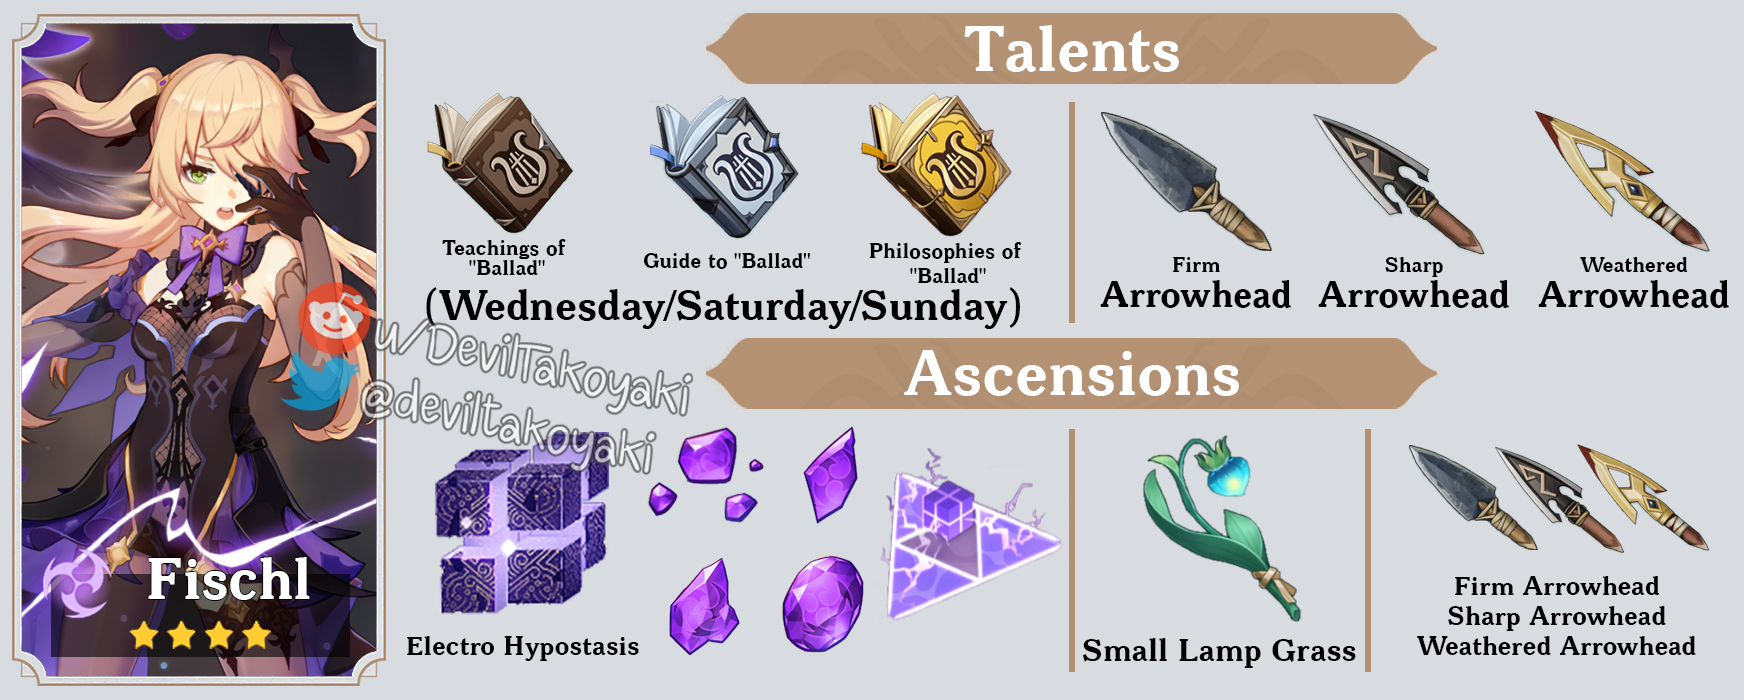 Talents
Teachings of
"Ballad"
Guide to "Ballad"
Philosophies of
"Ballad"
(Wednesday/Saturday/Sunday)
Firm
Arrowhead
Sharp
Arrowhead
Weathered
Arrowhead
u/DevilTakoyaki
@deviltakoyaki
Ascensions
Fischl
Electro Hypostasis
Small Lamp Grass
Firm Arrowhead
Sharp Arrowhead
Weathered Arrowhead